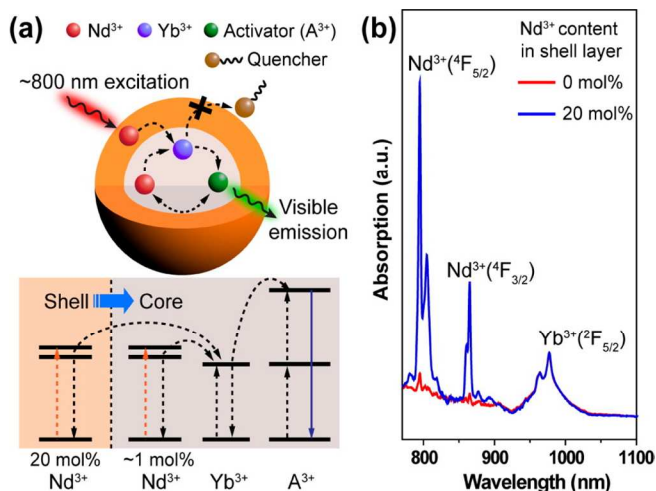 (a)
Nd³⁺
Yb³⁺
Activator (A³⁺)
Quencher
~800 nm excitation
Visible
emission
Shell
Core
20 mol%
Nd³⁺
~1 mol%
Nd³⁺
Yb³⁺
A³⁺
(b)
Nd³⁺ content
in shell layer
0 mol%
20 mol%
Nd³⁺(⁴F₅/₂)
Nd³⁺(⁴F₃/₂)
Yb³⁺(²F₅/₂)
Absorption (a.u.)
800
900
1000
1100
Wavelength (nm)